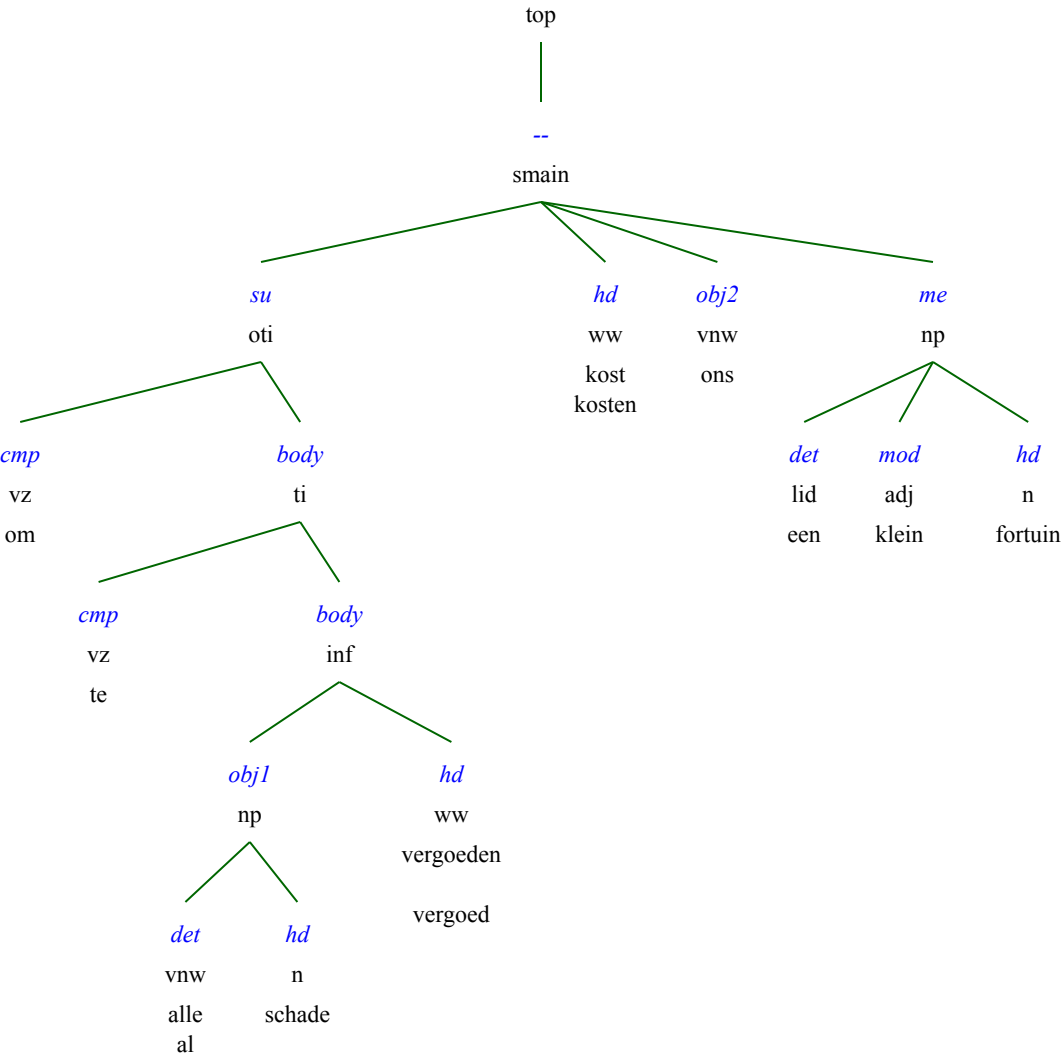 top
--
smain
su hd obj2 me
oti ww vnw np
kost ons
kosten
cmp body det mod hd
vz ti lid adj n
om een klein fortuin
cmp body
vz inf
te
obj1 hd
np ww
vergoeden
vergoed
det hd
vnw n
alle schade
al